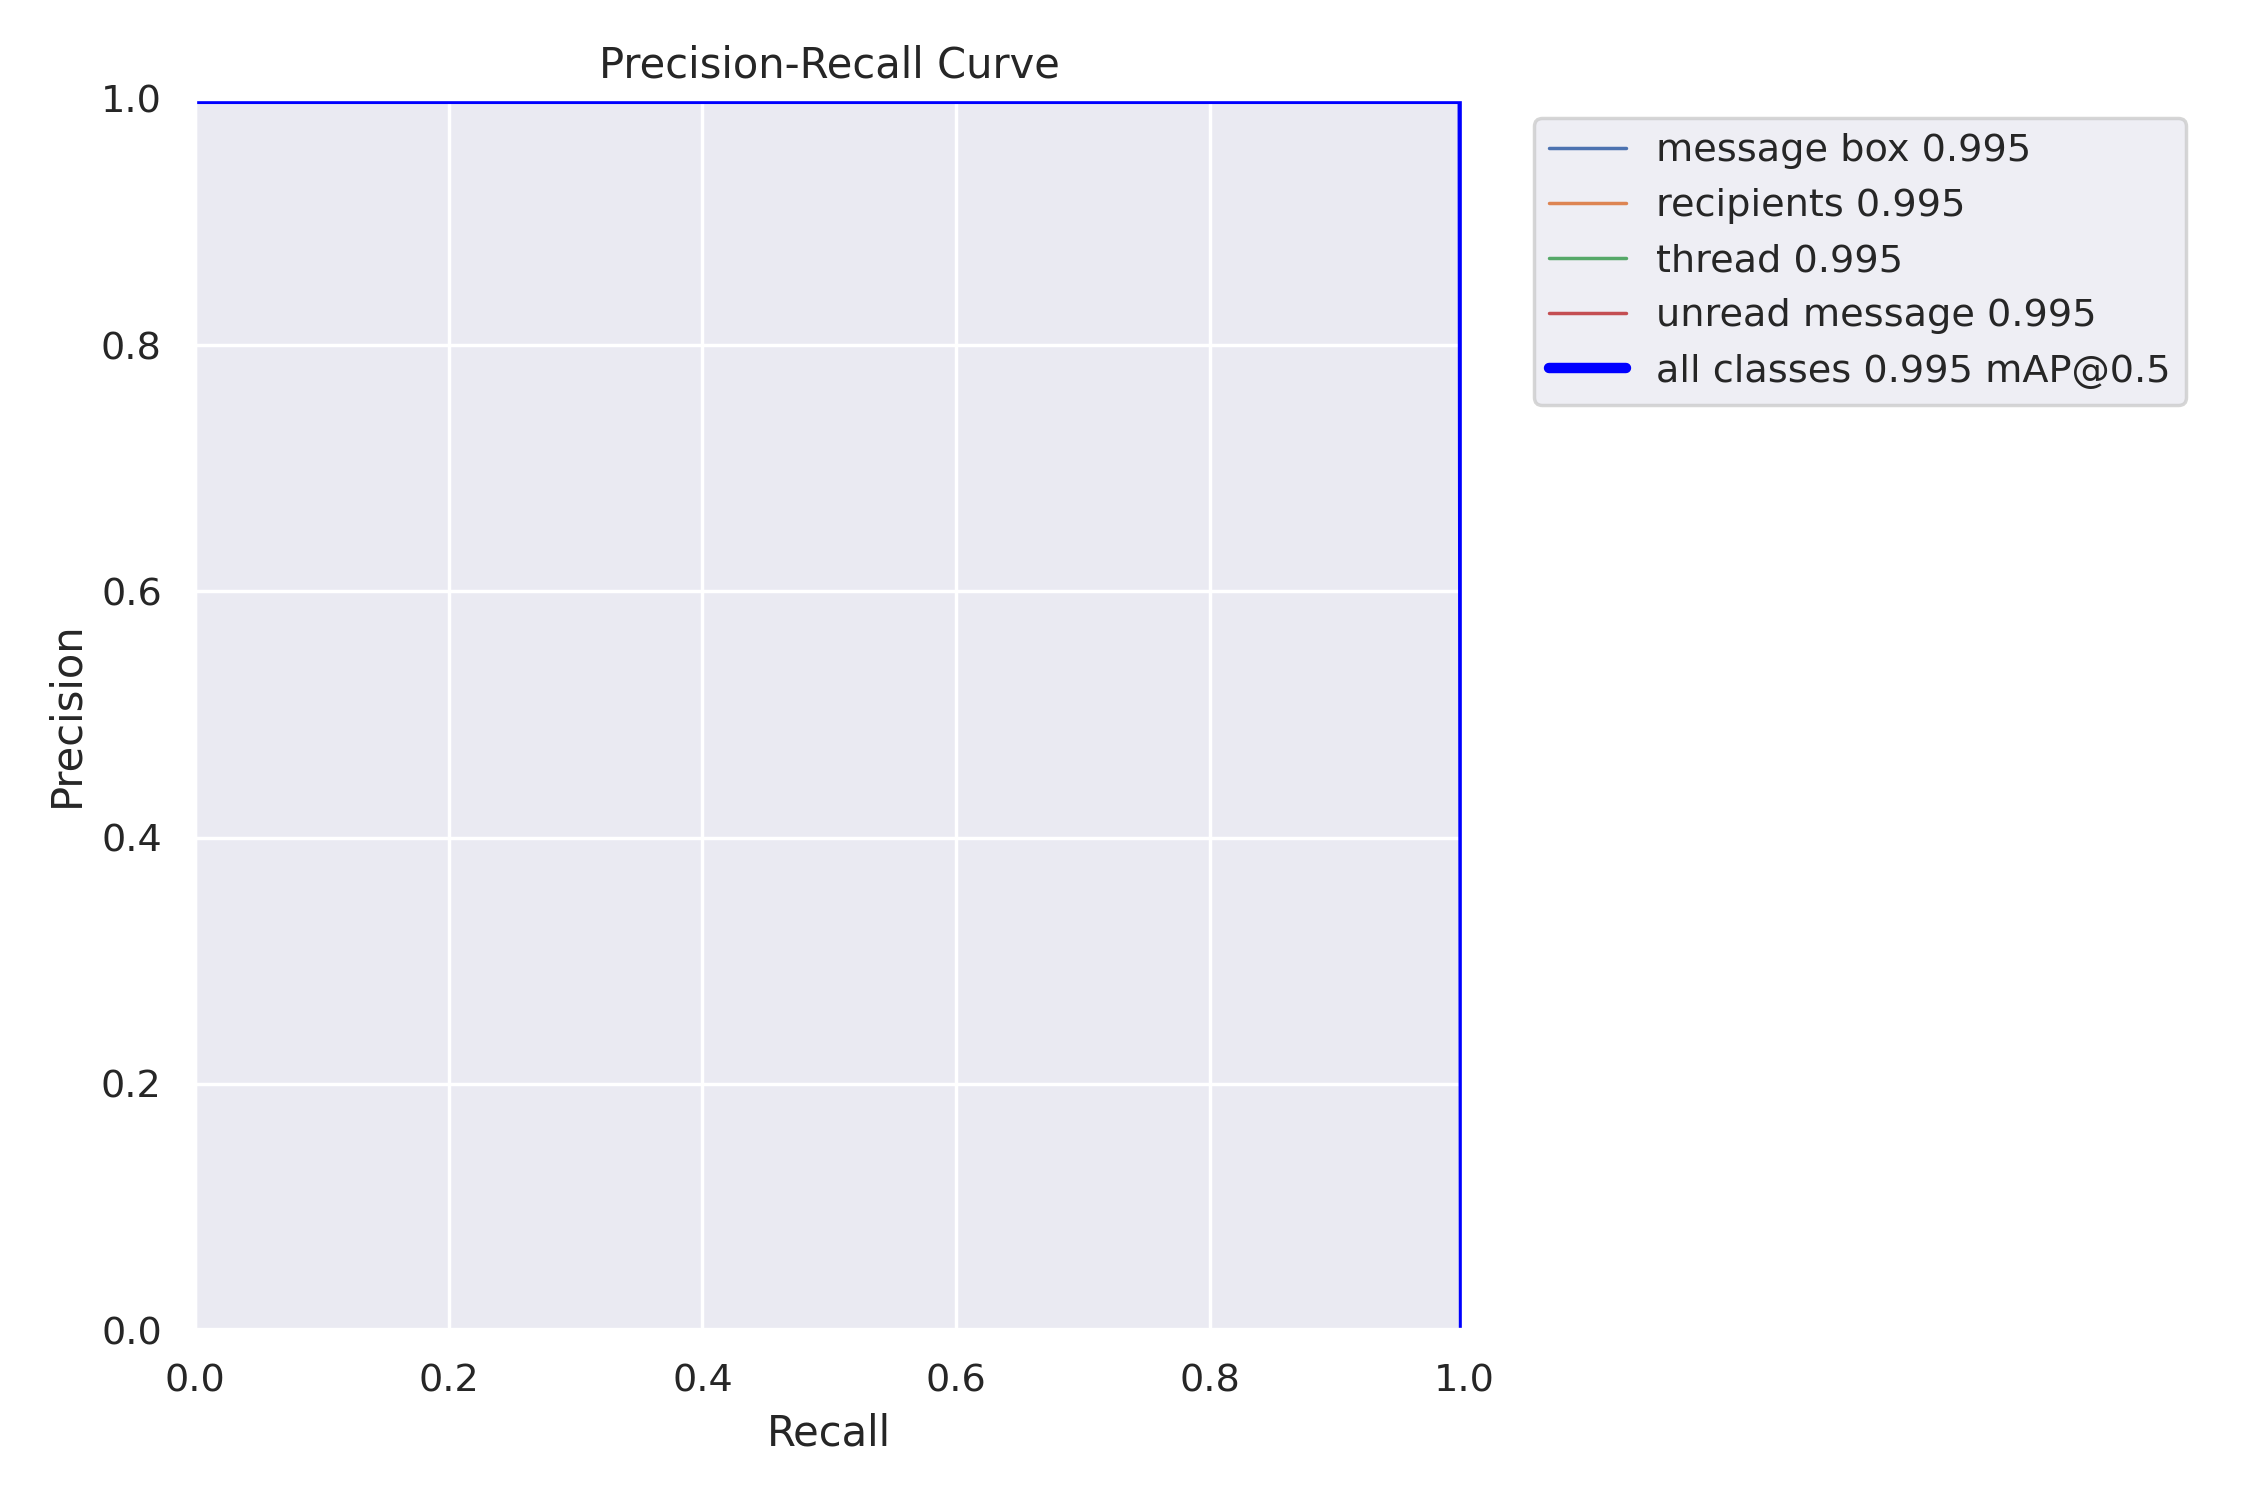 Precision-Recall Curve
1.0
0.8
0.6
0.4
0.2
0.0
Precision
0.0 0.2 0.4 0.6 0.8 1.0
Recall
message box 0.995
recipients 0.995
thread 0.995
unread message 0.995
all classes 0.995 mAP@0.5